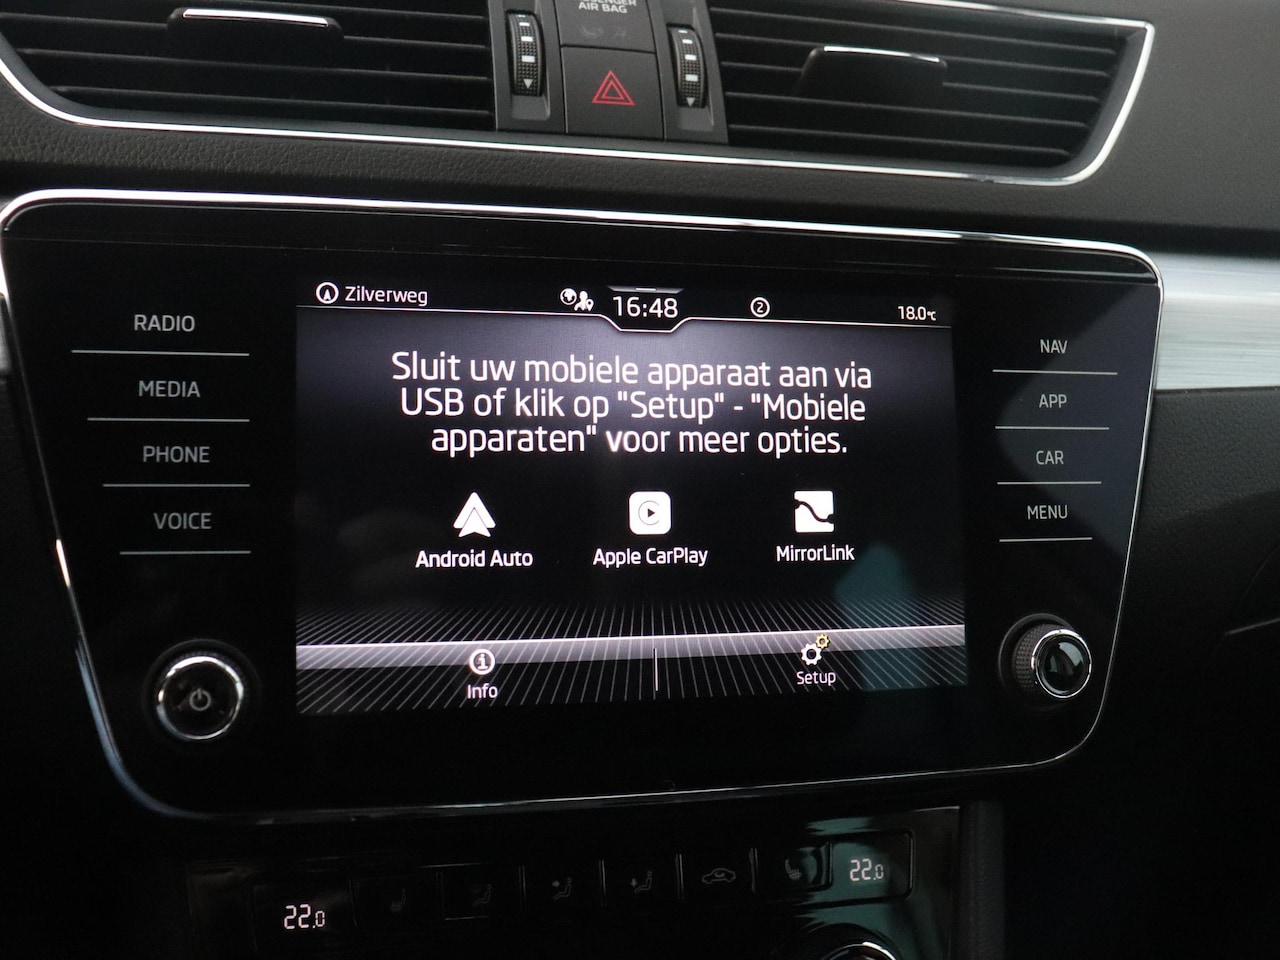 PASSENGER
AIR BAG
Zilverweg
16:48
2
18.0°C
RADIO
MEDIA
PHONE
VOICE
Sluit uw mobiele apparaat aan via
USB of klik op "Setup" - "Mobiele
apparaten" voor meer opties.
Android Auto
Apple CarPlay
MirrorLink
Info
Setup
NAV
APP
CAR
MENU
22.0
22.0